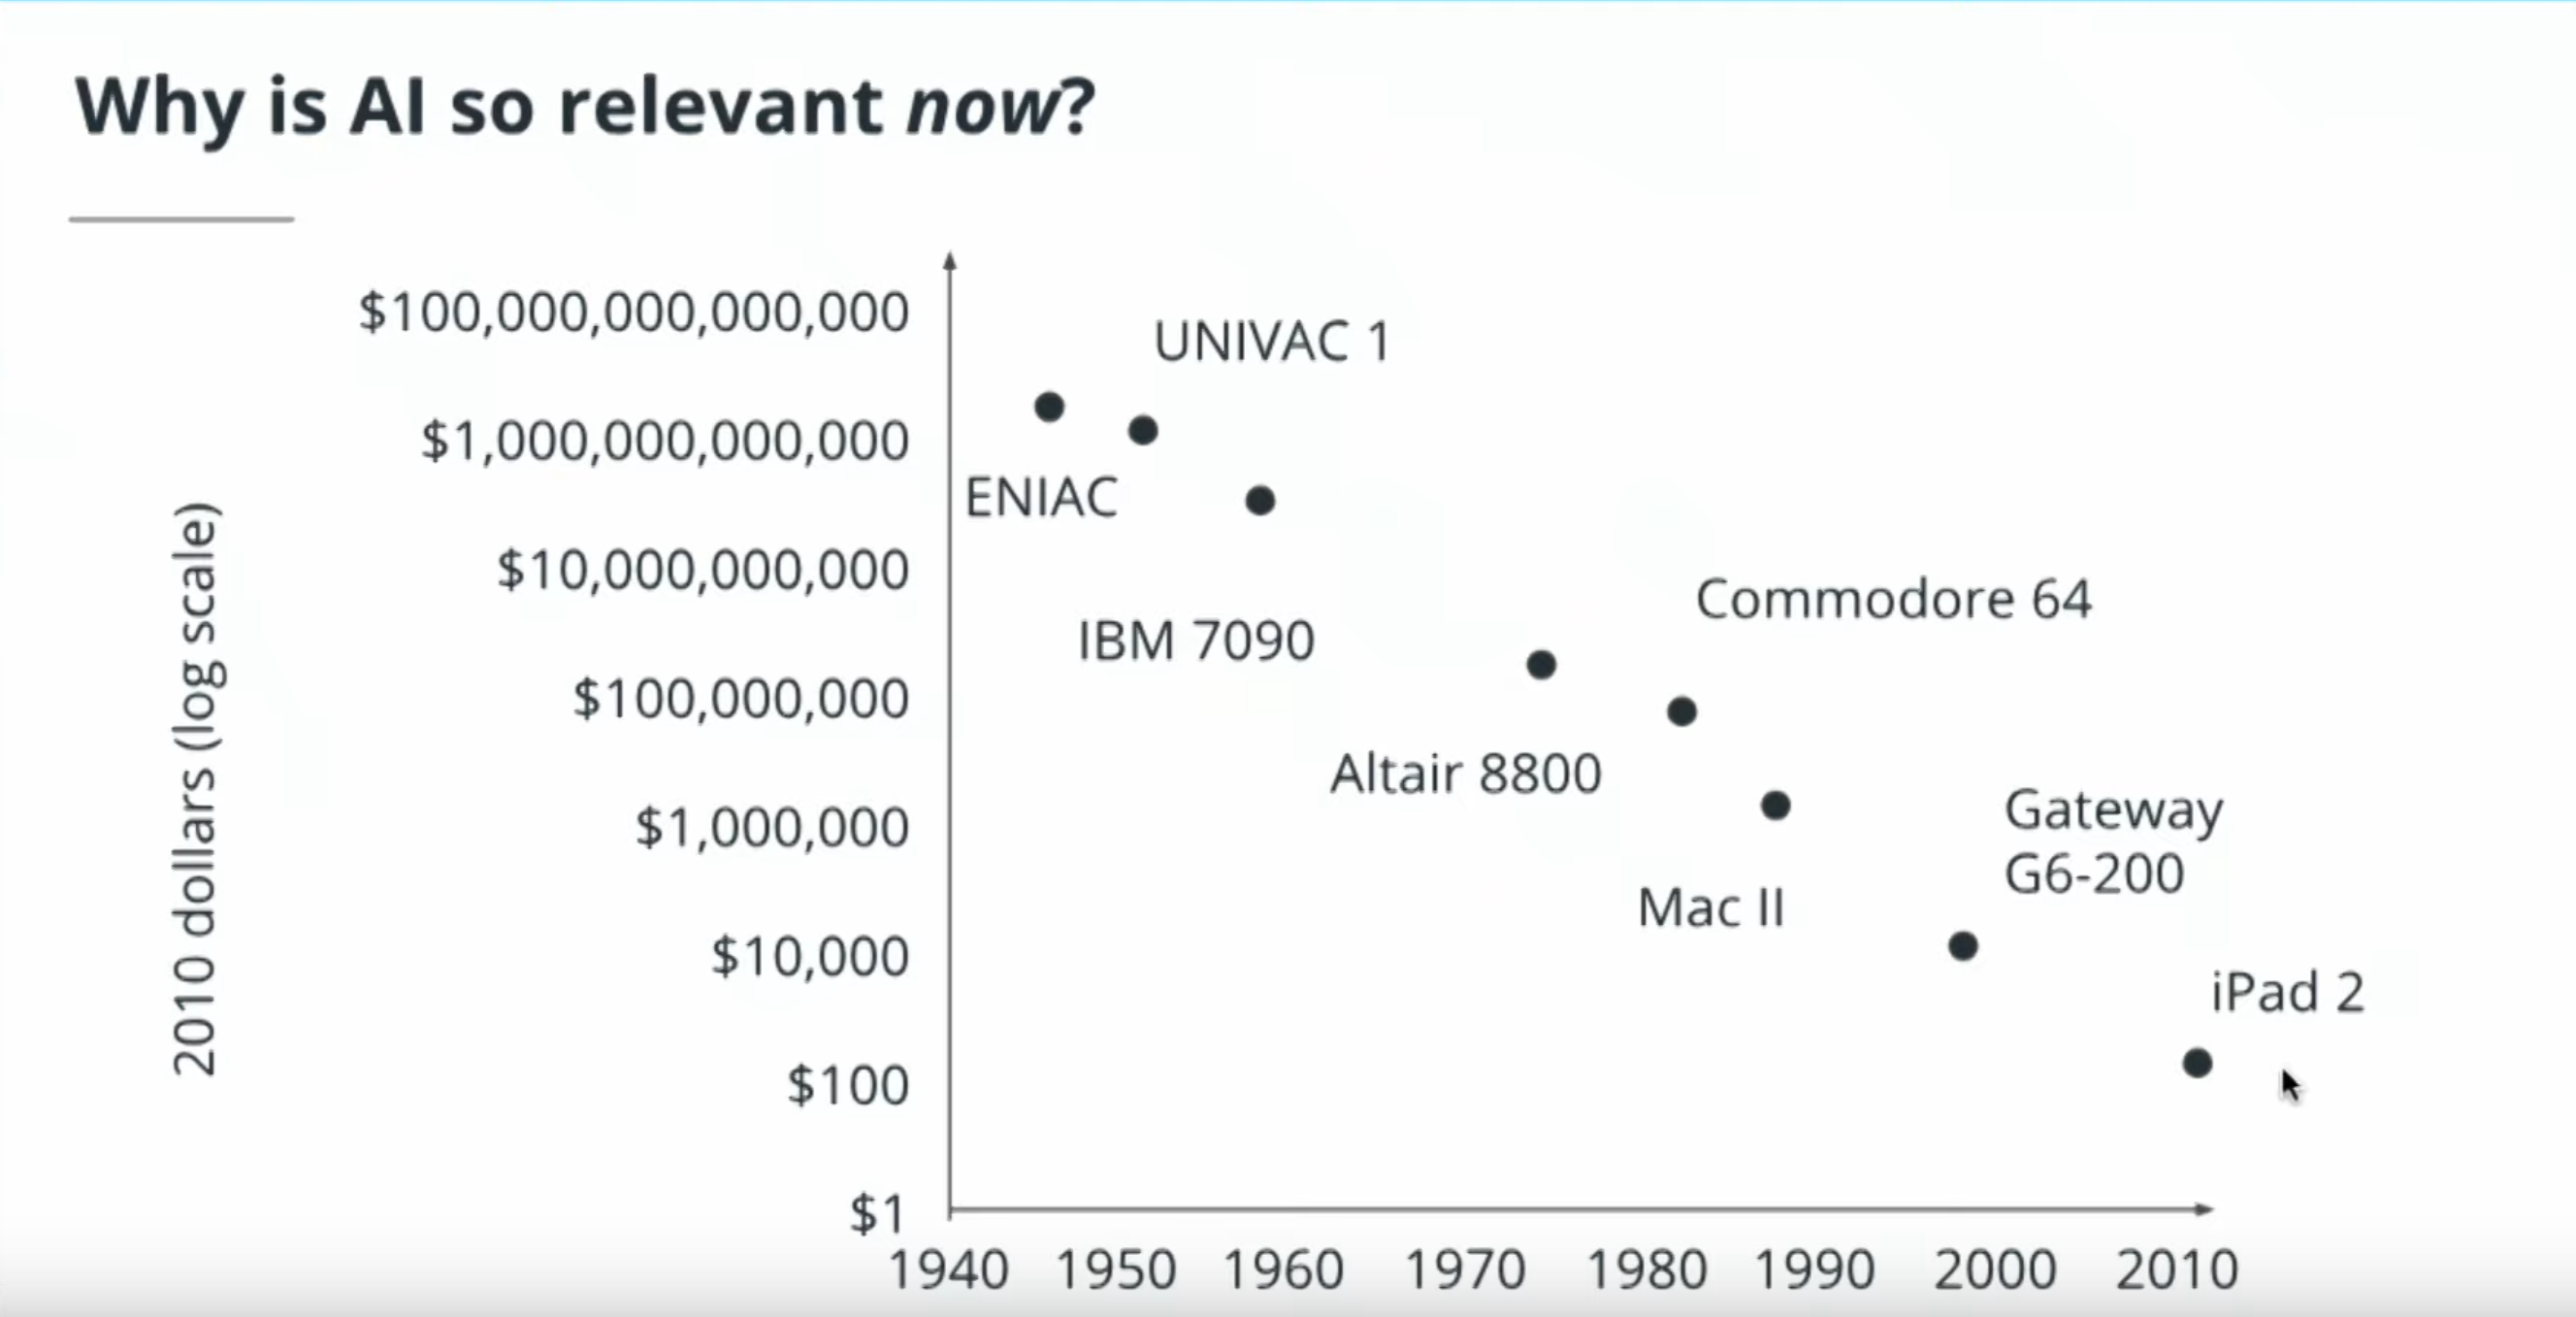 Why is AI so relevant now?
$100,000,000,000,000
UNIVAC 1
$1,000,000,000,000
ENIAC
$10,000,000,000
Commodore 64
IBM 7090
$100,000,000
Altair 8800
$1,000,000
Gateway
G6-200
Mac II
$10,000
iPad 2
$100
$1
2010 dollars (log scale)
1940 1950 1960 1970 1980 1990 2000 2010